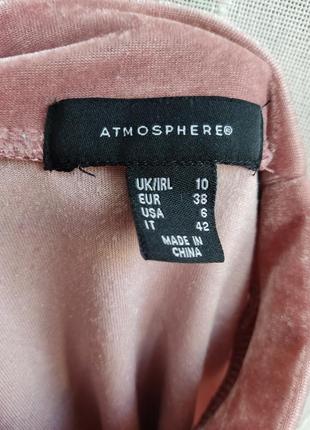 ATMOSPHERE®
UK/IRL 10
EUR 38
USA 6
IT 42
MADE IN
CHINA